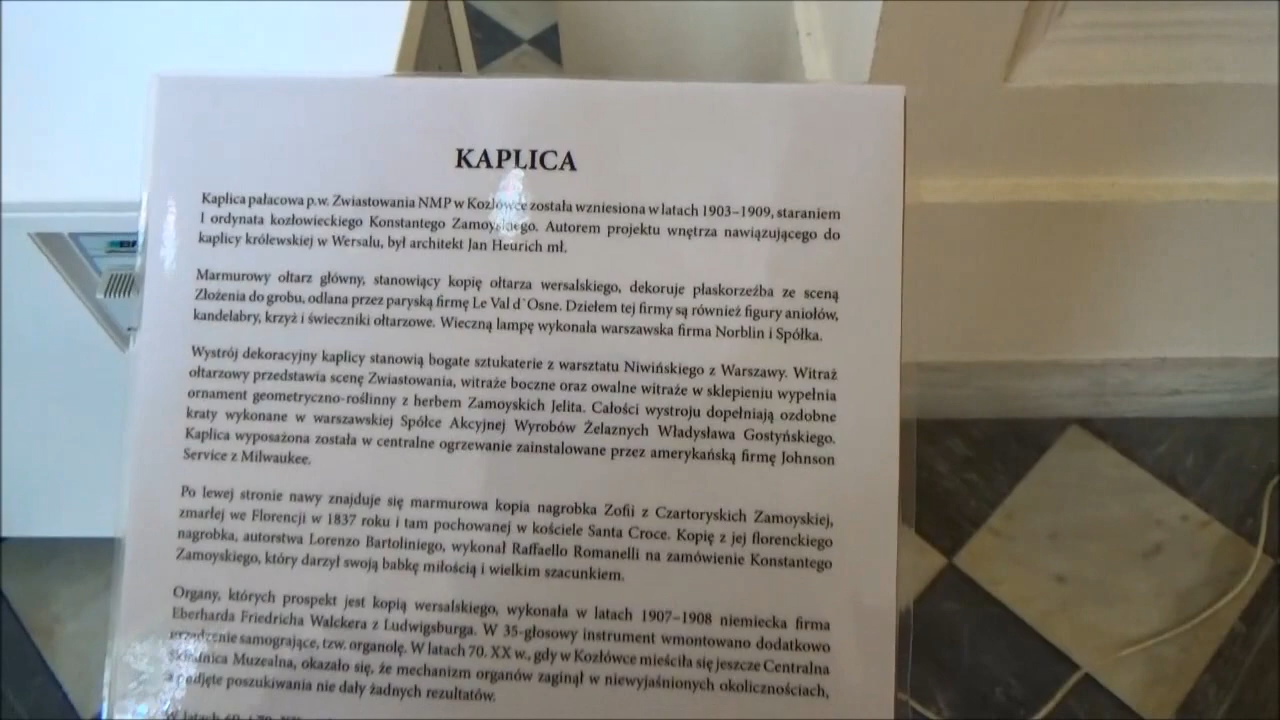 KAPLICA
Kaplica pałacowa p.w. Zwiastowania NMP w Kozłówce została wzniesiona w latach 1903–1909, staraniem
I ordynata kozłowieckiego Konstantego Zamoyskiego. Autorem projektu wnętrza nawiązującego do
kaplicy królewskiej w Wersalu, był architekt Jan Heurich mł.
Marmurowy ołtarz główny, stanowiący kopię ołtarza wersalskiego, dekoruje płaskorzeźba ze sceną
Złożenia do grobu, odlana przez paryską firmę Le Val d`Osne. Dziełem tej firmy są również figury aniołów,
kandelabry, krzyż i świeczniki ołtarzowe. Wieczną lampę wykonała warszawska firma Norblin i Spółka.
Wystrój dekoracyjny kaplicy stanowią bogate sztukaterie z warsztatu Niwińskiego z Warszawy. Witraż
ołtarzowy przedstawia scenę Zwiastowania, witraże boczne oraz owalne witraże w sklepieniu wypełnia
ornament geometryczno-roślinny z herbem Zamoyskich Jelita. Całości wystroju dopełniają ozdobne
kraty wykonane w warszawskiej Spółce Akcyjnej Wyrobów Żelaznych Władysława Gostyńskiego.
Kaplica wyposażona została w centralne ogrzewanie zainstalowane przez amerykańską firmę Johnson
Service z Milwaukee.
Po lewej stronie nawy znajduje się marmurowa kopia nagrobka Zofii z Czartoryskich Zamoyskiej,
zmarłej we Florencji w 1837 roku i tam pochowanej w kościele Santa Croce. Kopię z jej florenckiego
nagrobka, autorstwa Lorenzo Bartoliniego, wykonał Raffaello Romanelli na zamówienie Konstantego
Zamoyskiego, który darzył swoją babkę miłością i wielkim szacunkiem.
Organy, których prospekt jest kopią wersalskiego, wykonała w latach 1907–1908 niemiecka firma
Eberharda Friedricha Walckera z Ludwigsburga. W 35-głosowy instrument wmontowano dodatkowo
urządzenie samogrające, tzw. organolę. W latach 70. XX w., gdy w Kozłówce mieściła się jeszcze Centralna
Składnica Muzealna, okazało się, że mechanizm organów zaginął w niewyjaśnionych okolicznościach,
a podjęte poszukiwania nie dały żadnych rezultatów.
W latach